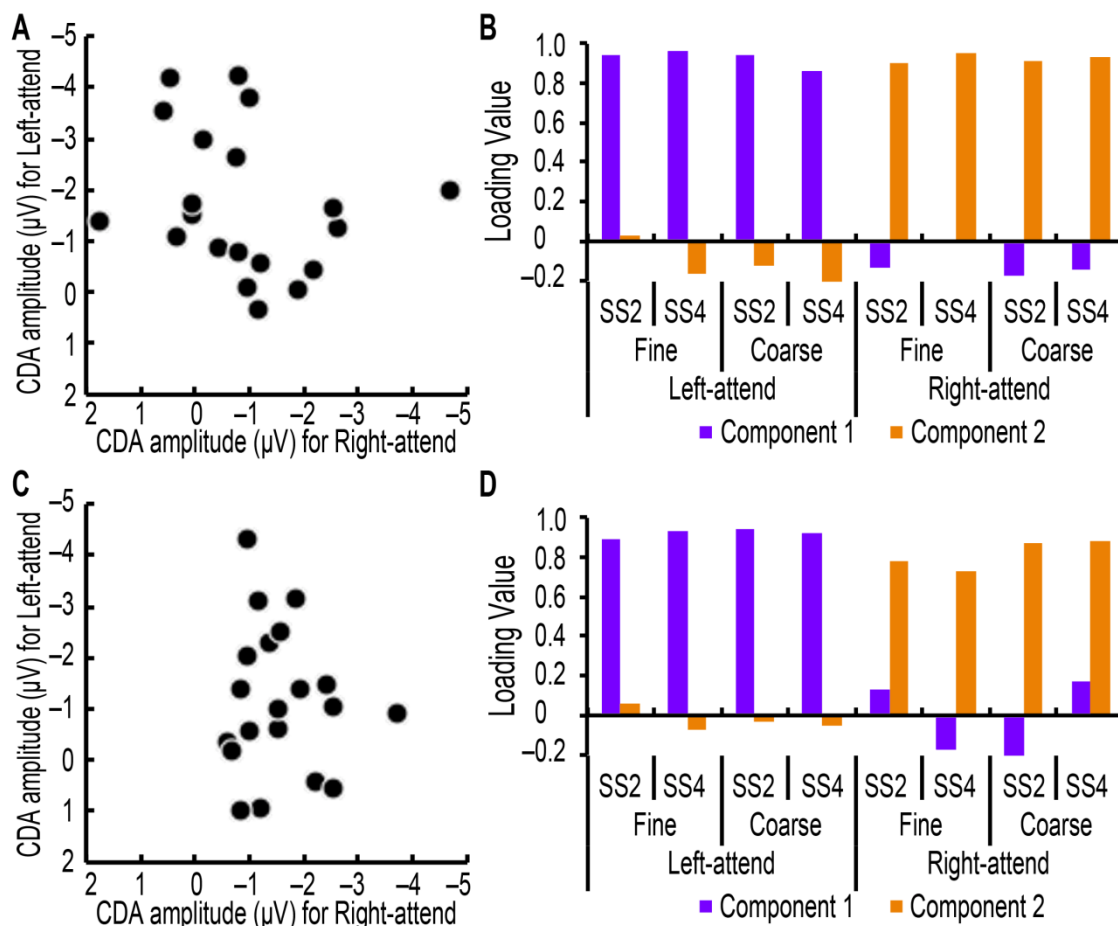 A
–5
–4
–3
–2
–1
0
1
2
CDA amplitude (µV) for Left-attend
2 1 0 –1 –2 –3 –4 –5
CDA amplitude (µV) for Right-attend
B
1.0
0.8
0.6
0.4
0.2
0
–0.2
Loading Value
SS2 SS4 SS2 SS4 SS2 SS4 SS2 SS4
Fine Coarse Fine Coarse
Left-attend Right-attend
Component 1 Component 2
C
–5
–4
–3
–2
–1
0
1
2
CDA amplitude (µV) for Left-attend
2 1 0 –1 –2 –3 –4 –5
CDA amplitude (µV) for Right-attend
D
1.0
0.8
0.6
0.4
0.2
0
–0.2
Loading Value
SS2 SS4 SS2 SS4 SS2 SS4 SS2 SS4
Fine Coarse Fine Coarse
Left-attend Right-attend
Component 1 Component 2